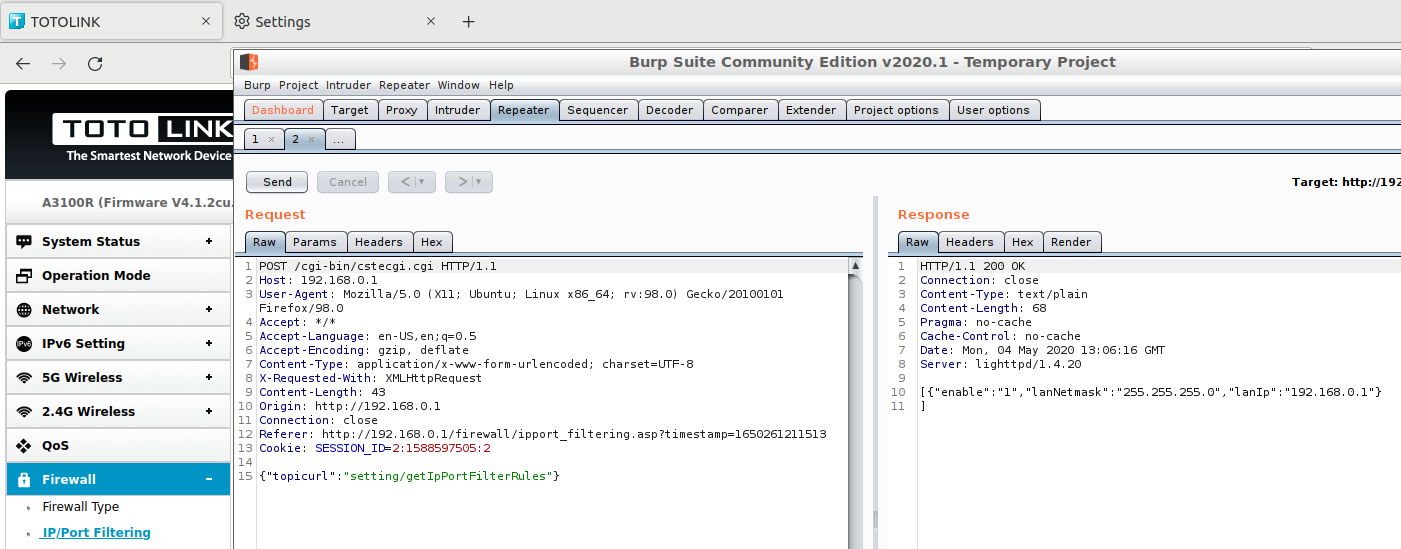 TOTOLINK
Settings
Burp Suite Community Edition v2020.1 - Temporary Project
Burp Project Intruder Repeater Window Help
Dashboard Target Proxy Intruder Repeater Sequencer Decoder Comparer Extender Project options User options
1 × 2 × ...
TOTO LINK
The Smartest Network Device
Send Cancel < >
Target: http://192
A3100R (Firmware V4.1.2cu.
Request
Response
Raw Params Headers Hex
Raw Headers Hex Render
System Status +
Operation Mode
Network +
IPv6 IPv6 Setting +
5G Wireless +
2.4G Wireless +
QoS
Firewall -
Firewall Type
IP/Port Filtering
1 POST /cgi-bin/cstecgi.cgi HTTP/1.1
2 Host: 192.168.0.1
3 User-Agent: Mozilla/5.0 (X11; Ubuntu; Linux x86_64; rv:98.0) Gecko/20100101
Firefox/98.0
4 Accept: */*
5 Accept-Language: en-US,en;q=0.5
6 Accept-Encoding: gzip, deflate
7 Content-Type: application/x-www-form-urlencoded; charset=UTF-8
8 X-Requested-With: XMLHttpRequest
9 Content-Length: 43
10 Origin: http://192.168.0.1
11 Connection: close
12 Referer: http://192.168.0.1/firewall/ipport_filtering.asp?timestamp=1650261211513
13 Cookie: SESSION_ID=2:1588597505:2
14
15 {"topicurl":"setting/getIpPortFilterRules"}
1 HTTP/1.1 200 OK
2 Connection: close
3 Content-Type: text/plain
4 Content-Length: 68
5 Pragma: no-cache
6 Cache-Control: no-cache
7 Date: Mon, 04 May 2020 13:06:16 GMT
8 Server: lighttpd/1.4.20
9
10 [{"enable":"1","lanNetmask":"255.255.255.0","lanIp":"192.168.0.1"}
11 ]